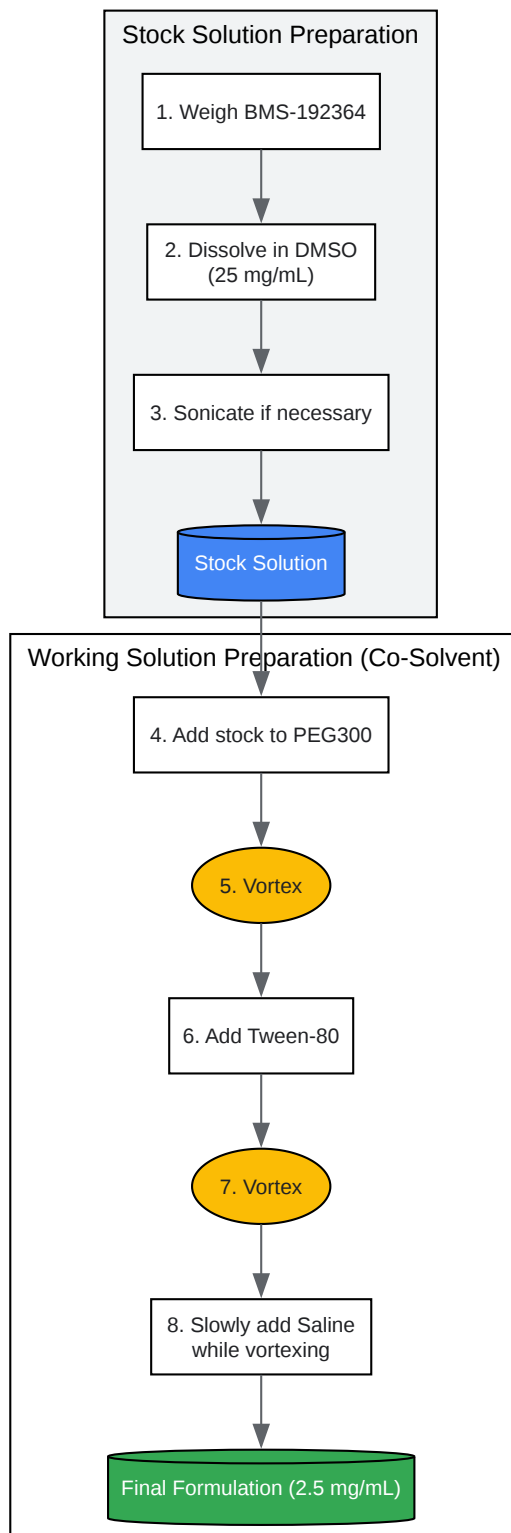 Stock Solution Preparation
1. Weigh BMS-192364
2. Dissolve in DMSO
(25 mg/mL)
3. Sonicate if necessary
Stock Solution
Working Solution Preparation (Co-Solvent)
4. Add stock to PEG300
5. Vortex
6. Add Tween-80
7. Vortex
8. Slowly add Saline
while vortexing
Final Formulation (2.5 mg/mL)